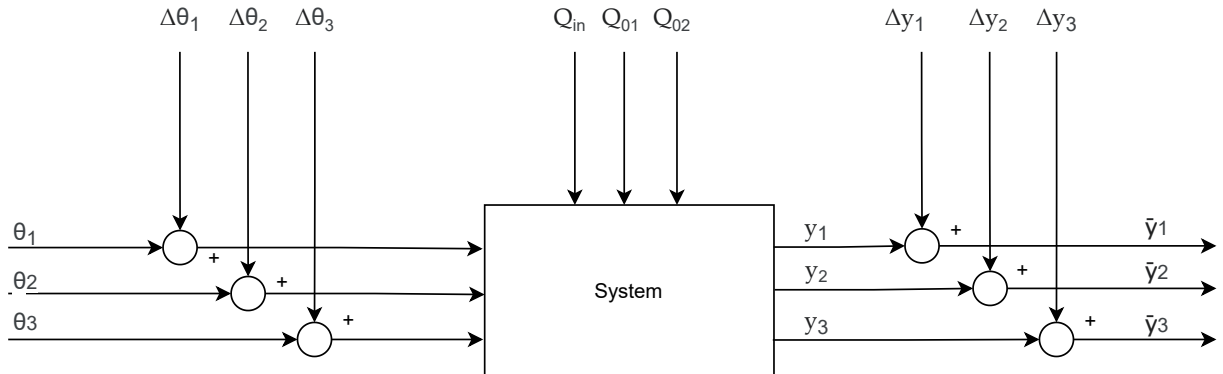 Δθ1 Δθ2 Δθ3 Qin Q01 Q02 Δy1 Δy2 Δy3
θ1 + y1 + ȳ1
θ2 + y2 + ȳ2
System
θ3 + y3 + ȳ3